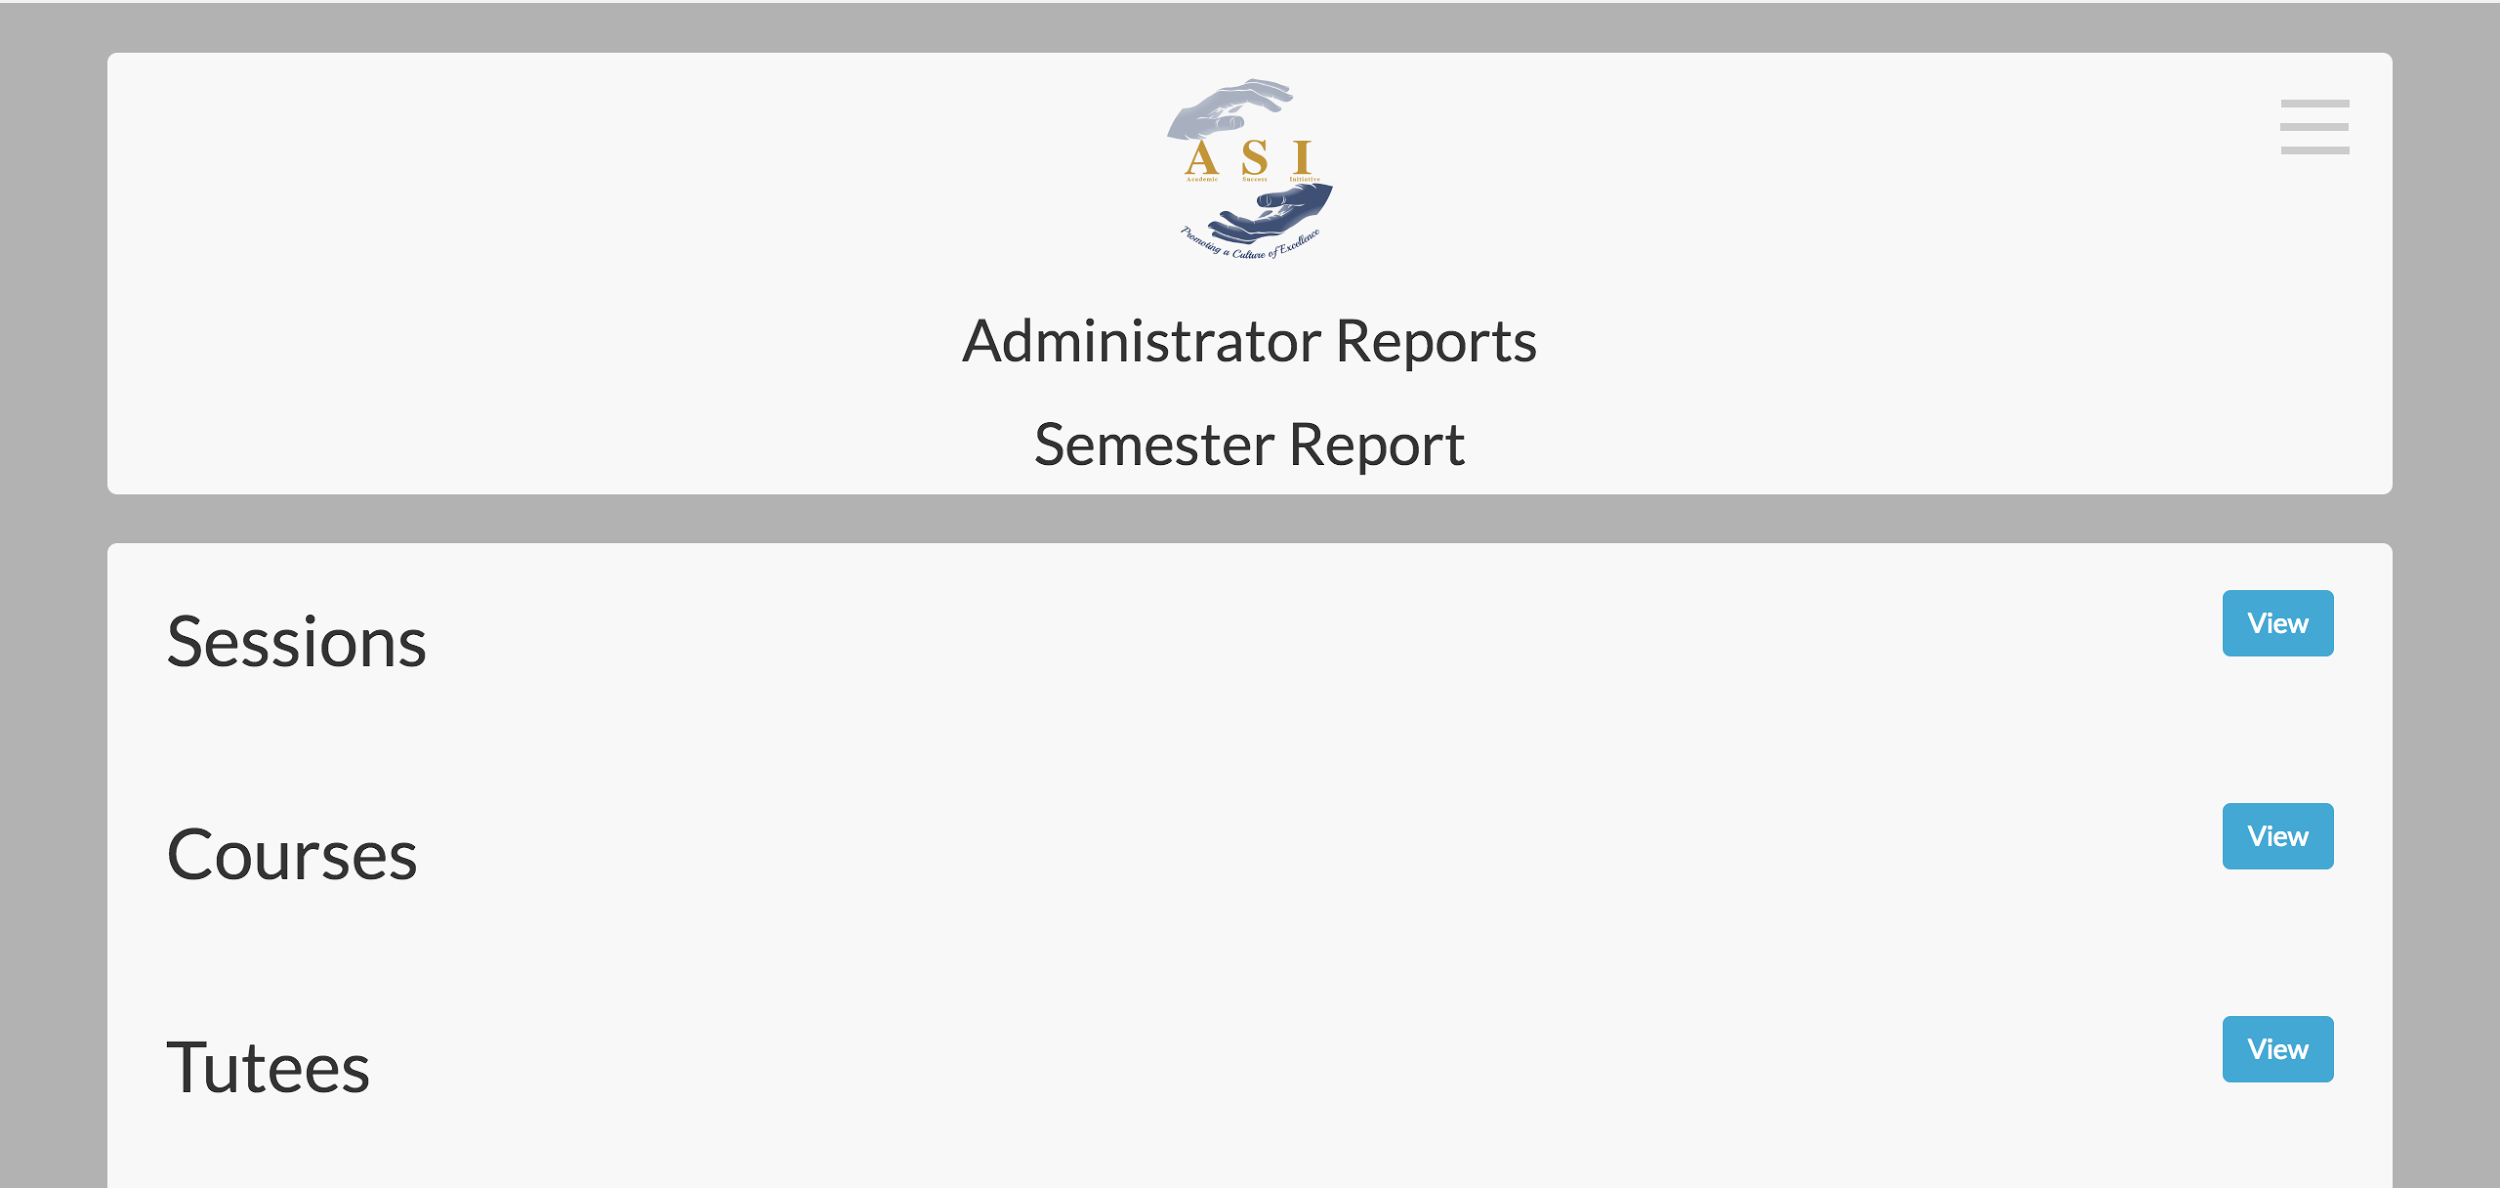 A S I
Academic Success Initiative
Promoting a Culture of Excellence
Administrator Reports
Semester Report
Sessions
View
Courses
View
Tutees
View